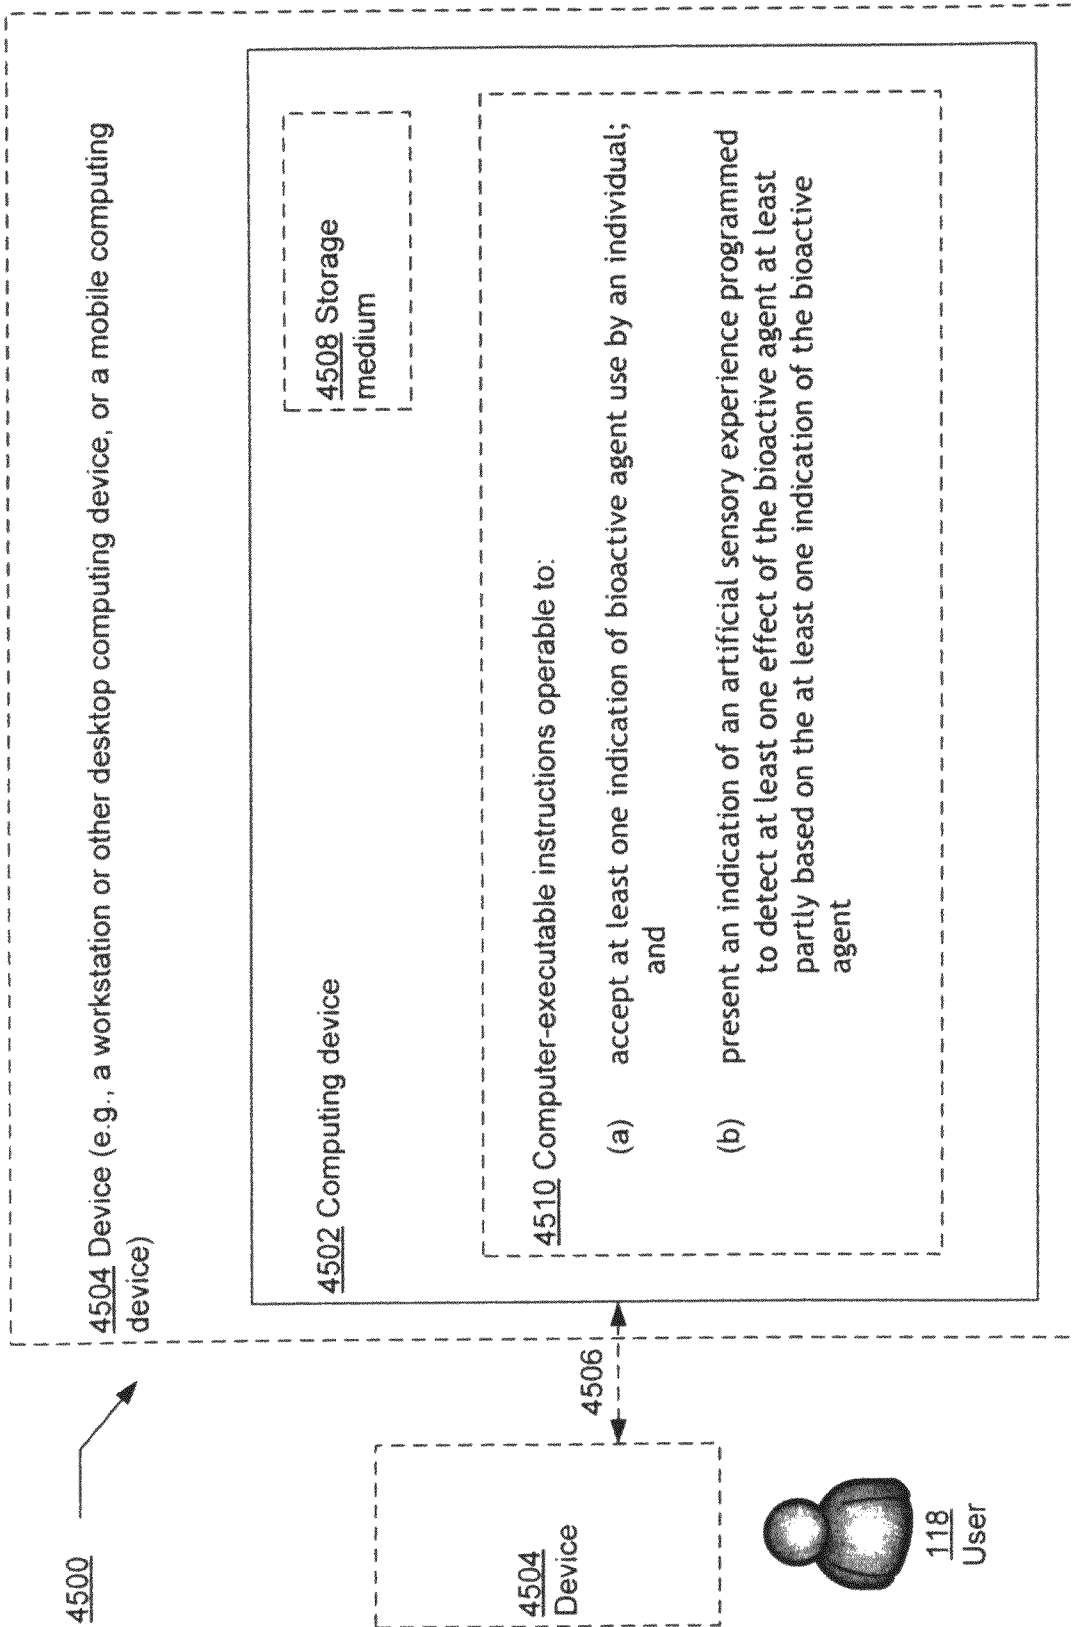 4500
4504 Device (e.g., a workstation or other desktop computing device, or a mobile computing
device)
4502 Computing device
4508 Storage
medium
4510 Computer-executable instructions operable to:
(a) accept at least one indication of bioactive agent use by an individual;
and
(b) present an indication of an artificial sensory experience programmed
to detect at least one effect of the bioactive agent at least
partly based on the at least one indication of the bioactive
agent
4506
4504
Device
118
User